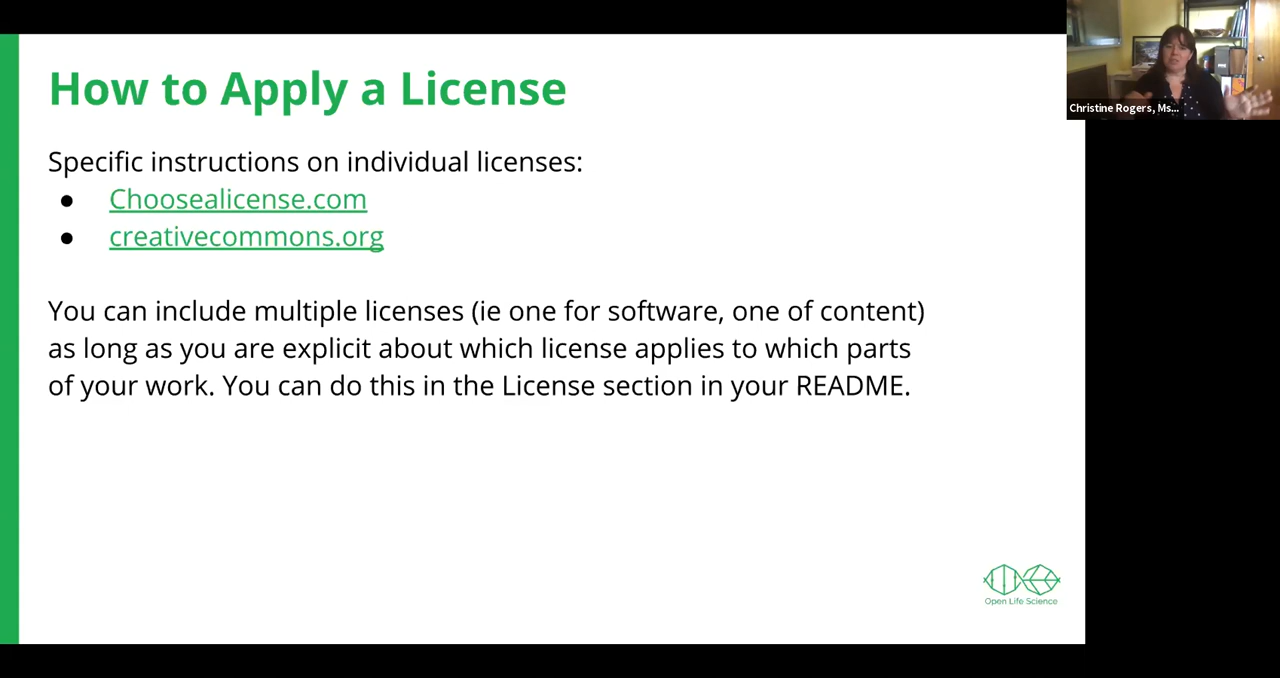 How to Apply a License
Christine Rogers, Ms...
Specific instructions on individual licenses:
● Choosealicense.com
● creativecommons.org
You can include multiple licenses (ie one for software, one of content)
as long as you are explicit about which license applies to which parts
of your work. You can do this in the License section in your README.
Open Life Science